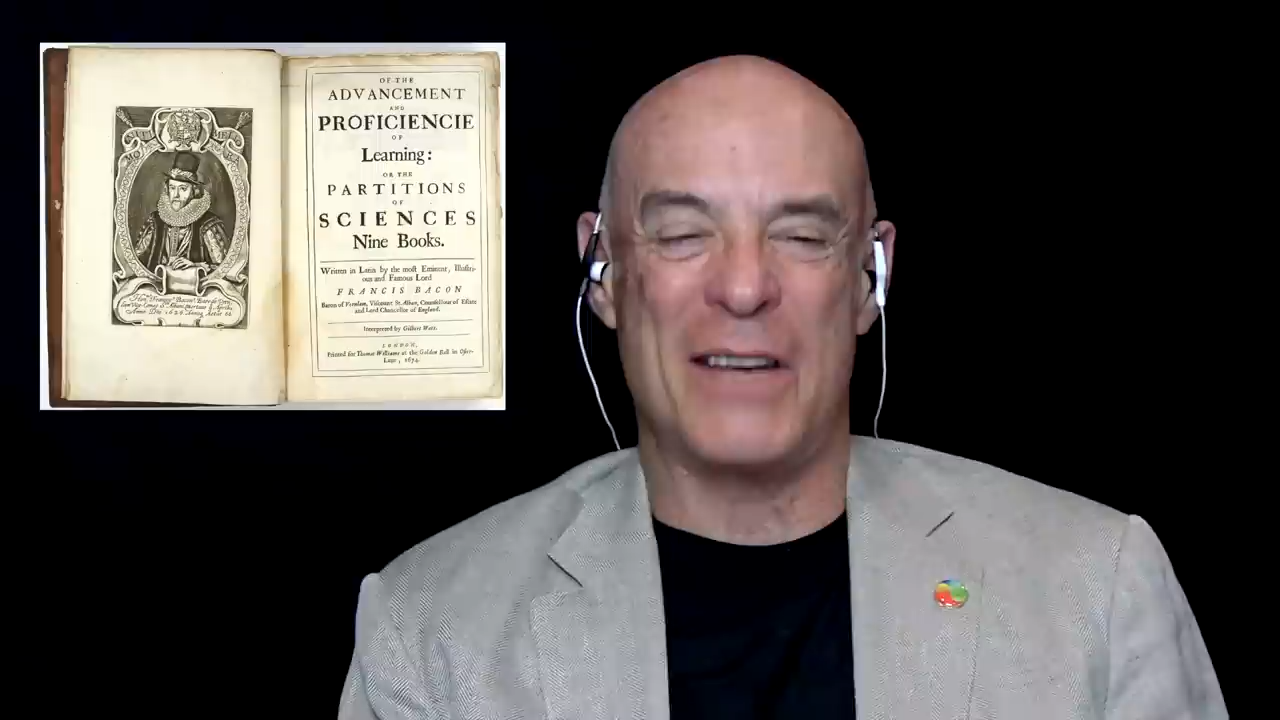 OF THE
ADVANCEMENT
AND
PROFICIENCIE
OF
Learning:
OR THE
PARTITIONS
OF
SCIENCES
Nine Books.
Written in Latin by the most Eminent, Illustri-
ous and Famous Lord
FRANCIS BACON
Baron of Verulam, Viscount St. Alban, Counsellour of Estate
and Lord Chancellor of England.
Interpreted by Gilbert Wats.
LONDON,
Printed for Thomas Williams at the Golden Ball in Osier-
Lane, 1674.